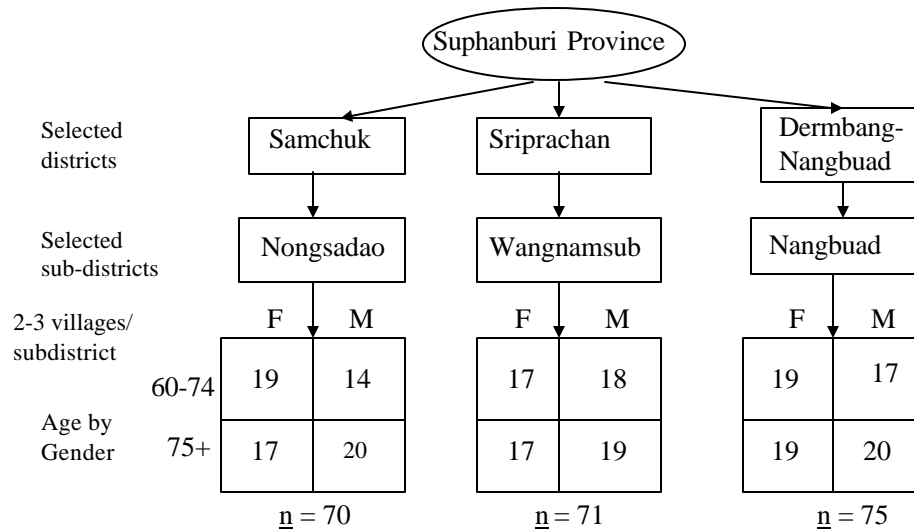 Suphanburi Province
Selected
districts
Samchuk
Sriprachan
Dermbang-
Nangbuad
Selected
sub-districts
Nongsadao
Wangnamsub
Nangbuad
2-3 villages/
subdistrict
F M F M F M
60-74 19 14 17 18 19 17
Age by
Gender
75+ 17 20 17 19 19 20
n = 70 n = 71 n = 75